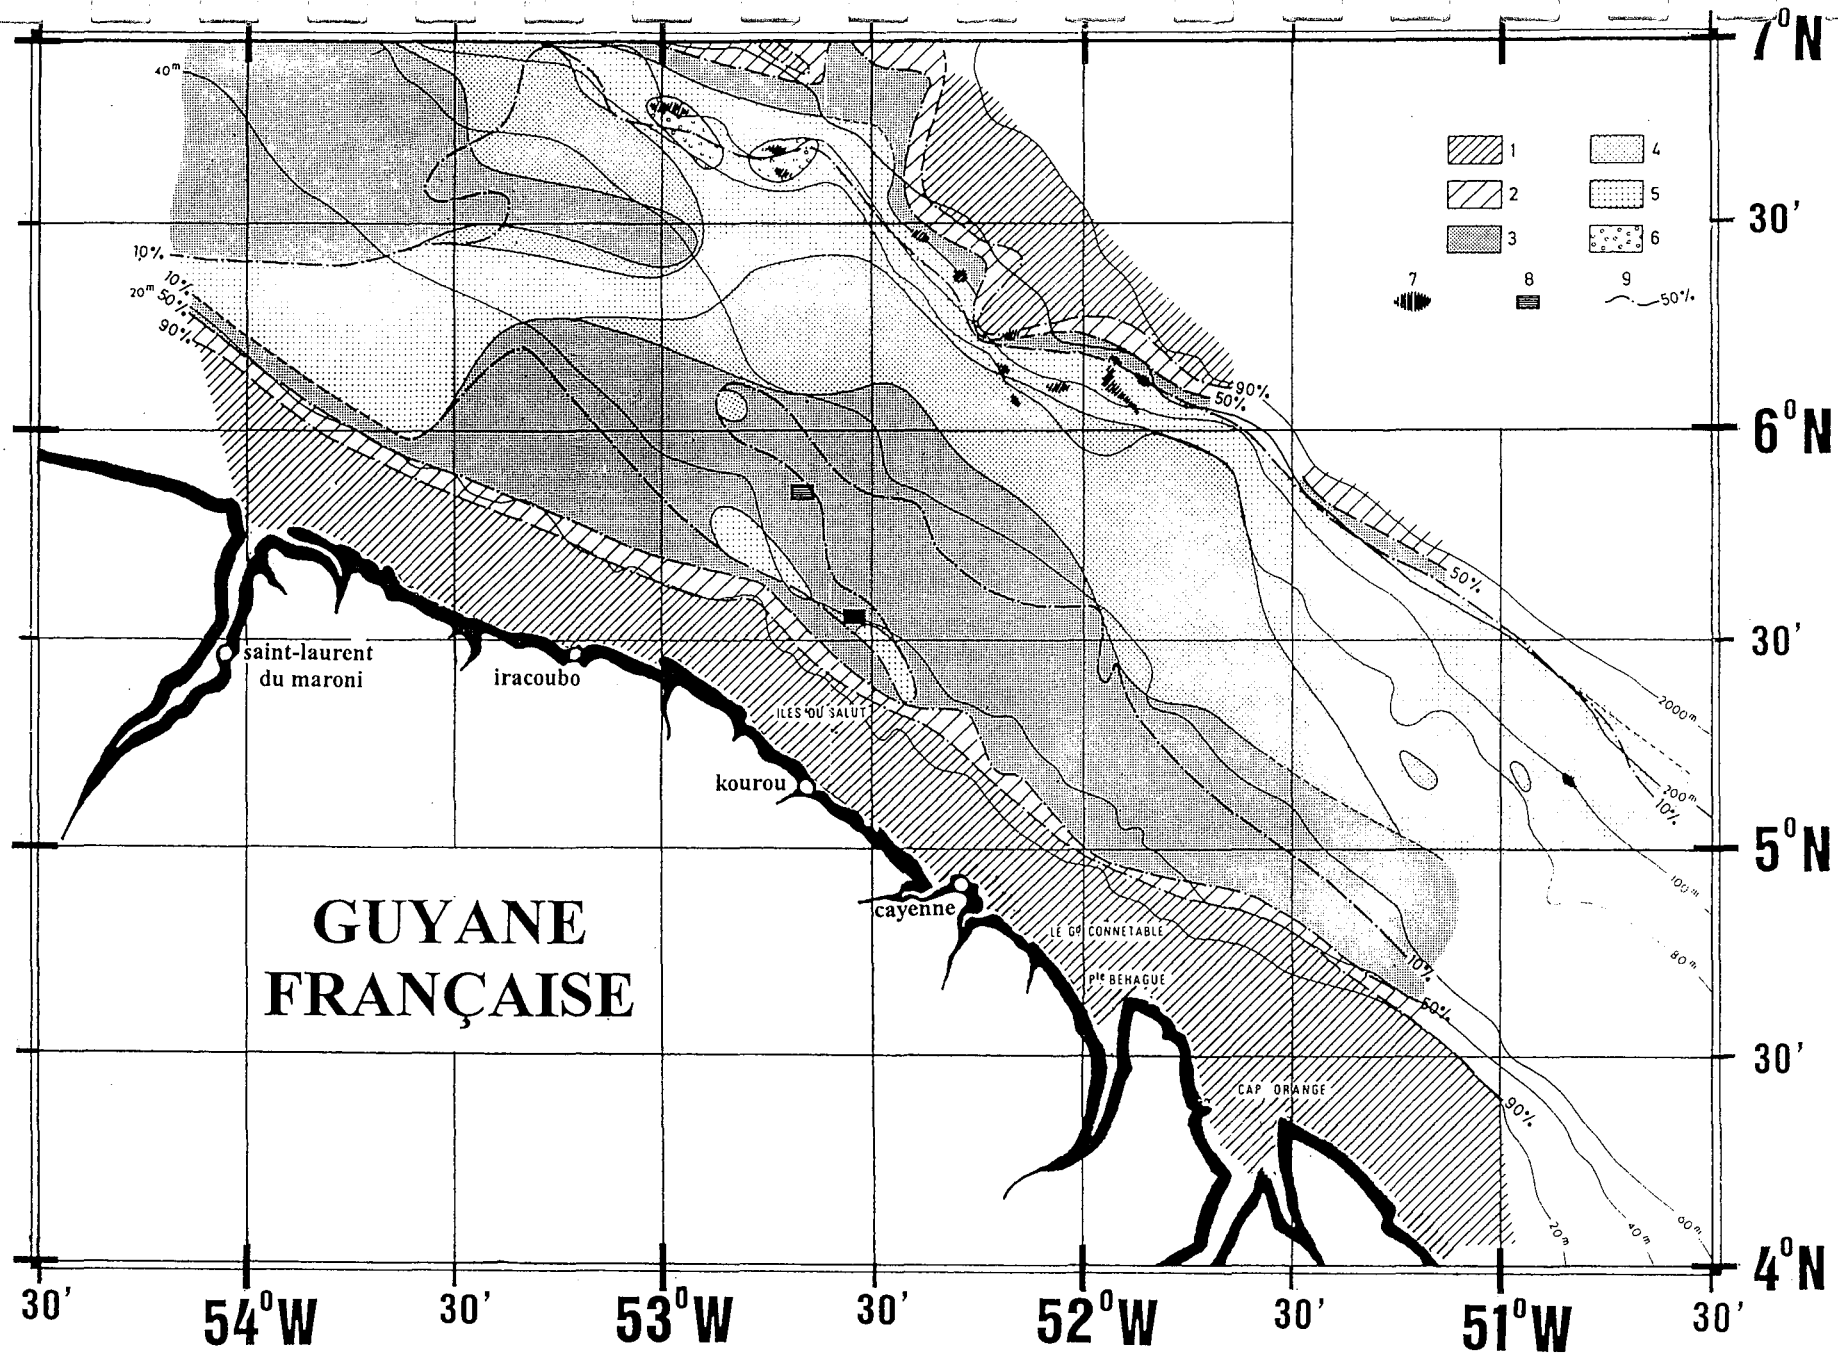 7°N
40m
1
4
2
5
3
6
30'
7
8
9
50%
10%
10%
20m 50%
90%
90%
50%
6°N
50%
30'
saint-laurent
du maroni
iracoubo
ILES DU SALUT
2000m
kourou
200m
10%
5°N
100m
cayenne
GUYANE
FRANÇAISE
LE Gd CONNÉTABLE
80m
10%
Pte BÉHAGUE
50%
30'
CAP ORANGE
90%
20m
40m
60m
4°N
30'
54°W
30'
53°W
30'
52°W
30'
51°W
30'